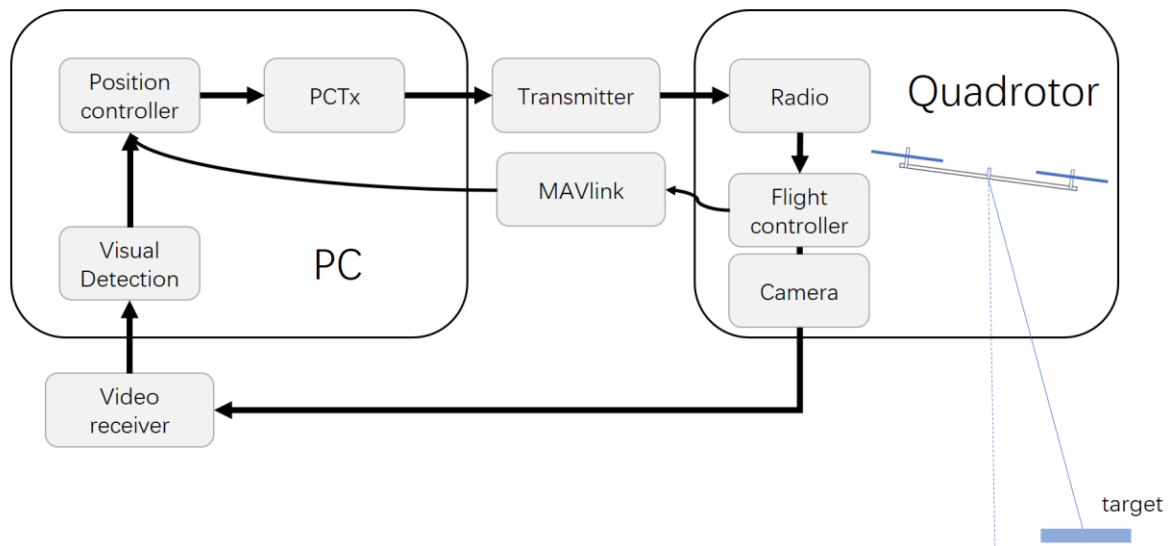 Position
controller
PCTx
Transmitter
Radio
Quadrotor
MAVlink
Flight
controller
Visual
Detection
PC
Camera
Video
receiver
target